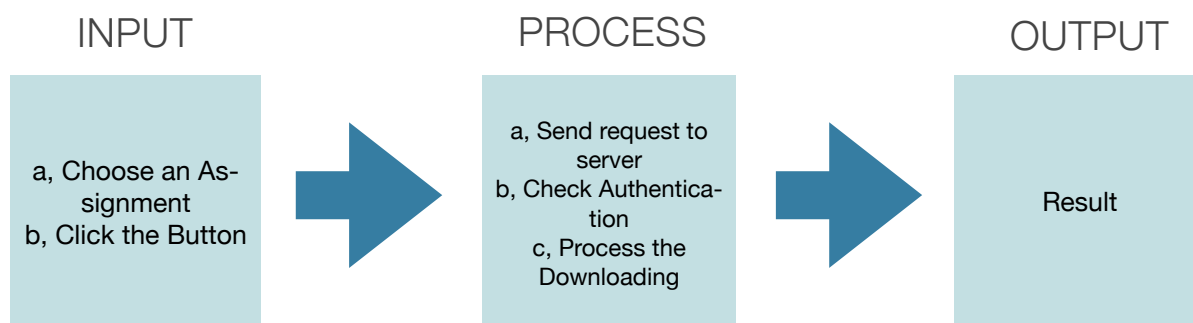 INPUT
a, Choose an As-
signment
b, Click the Button
PROCESS
a, Send request to
server
b, Check Authentica-
tion
c, Process the
Downloading
OUTPUT
Result